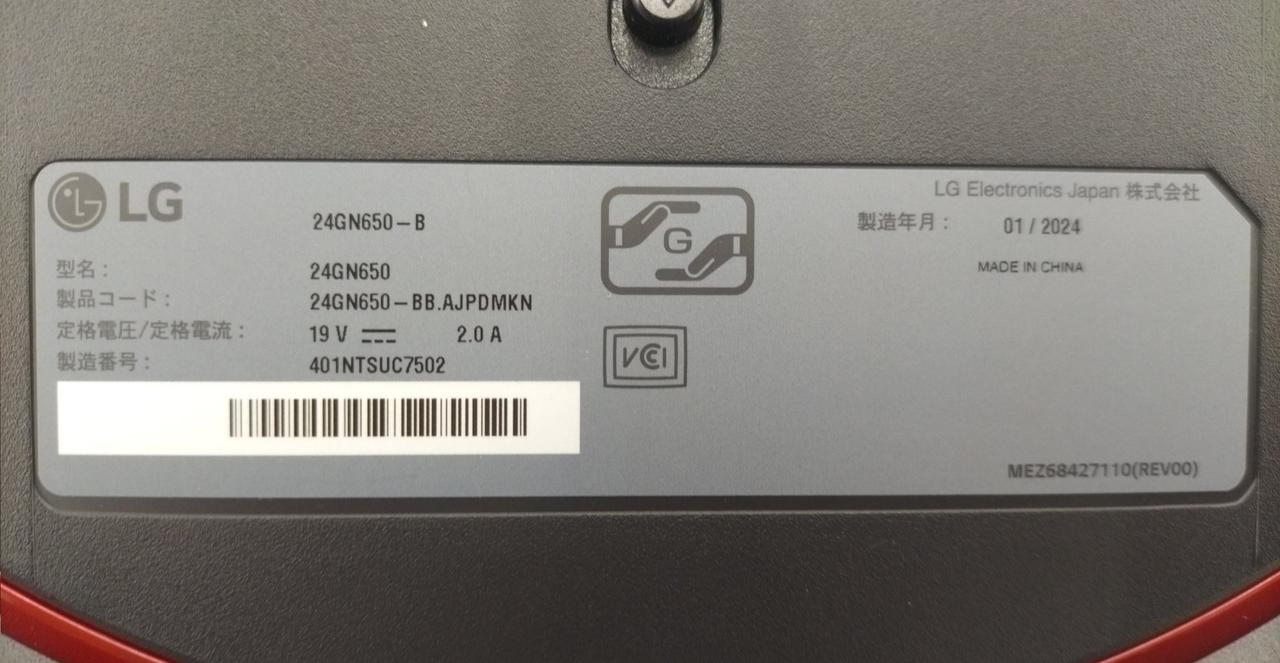 LG
24GN650-B
型名: 24GN650
製品コード: 24GN650-BB.AJPDMKN
定格電圧/定格電流: 19 V 2.0 A
製造番号: 401NTSUC7502
G
VCCI
LG Electronics Japan 株式会社
製造年月: 01 / 2024
MADE IN CHINA
MEZ68427110(REV00)